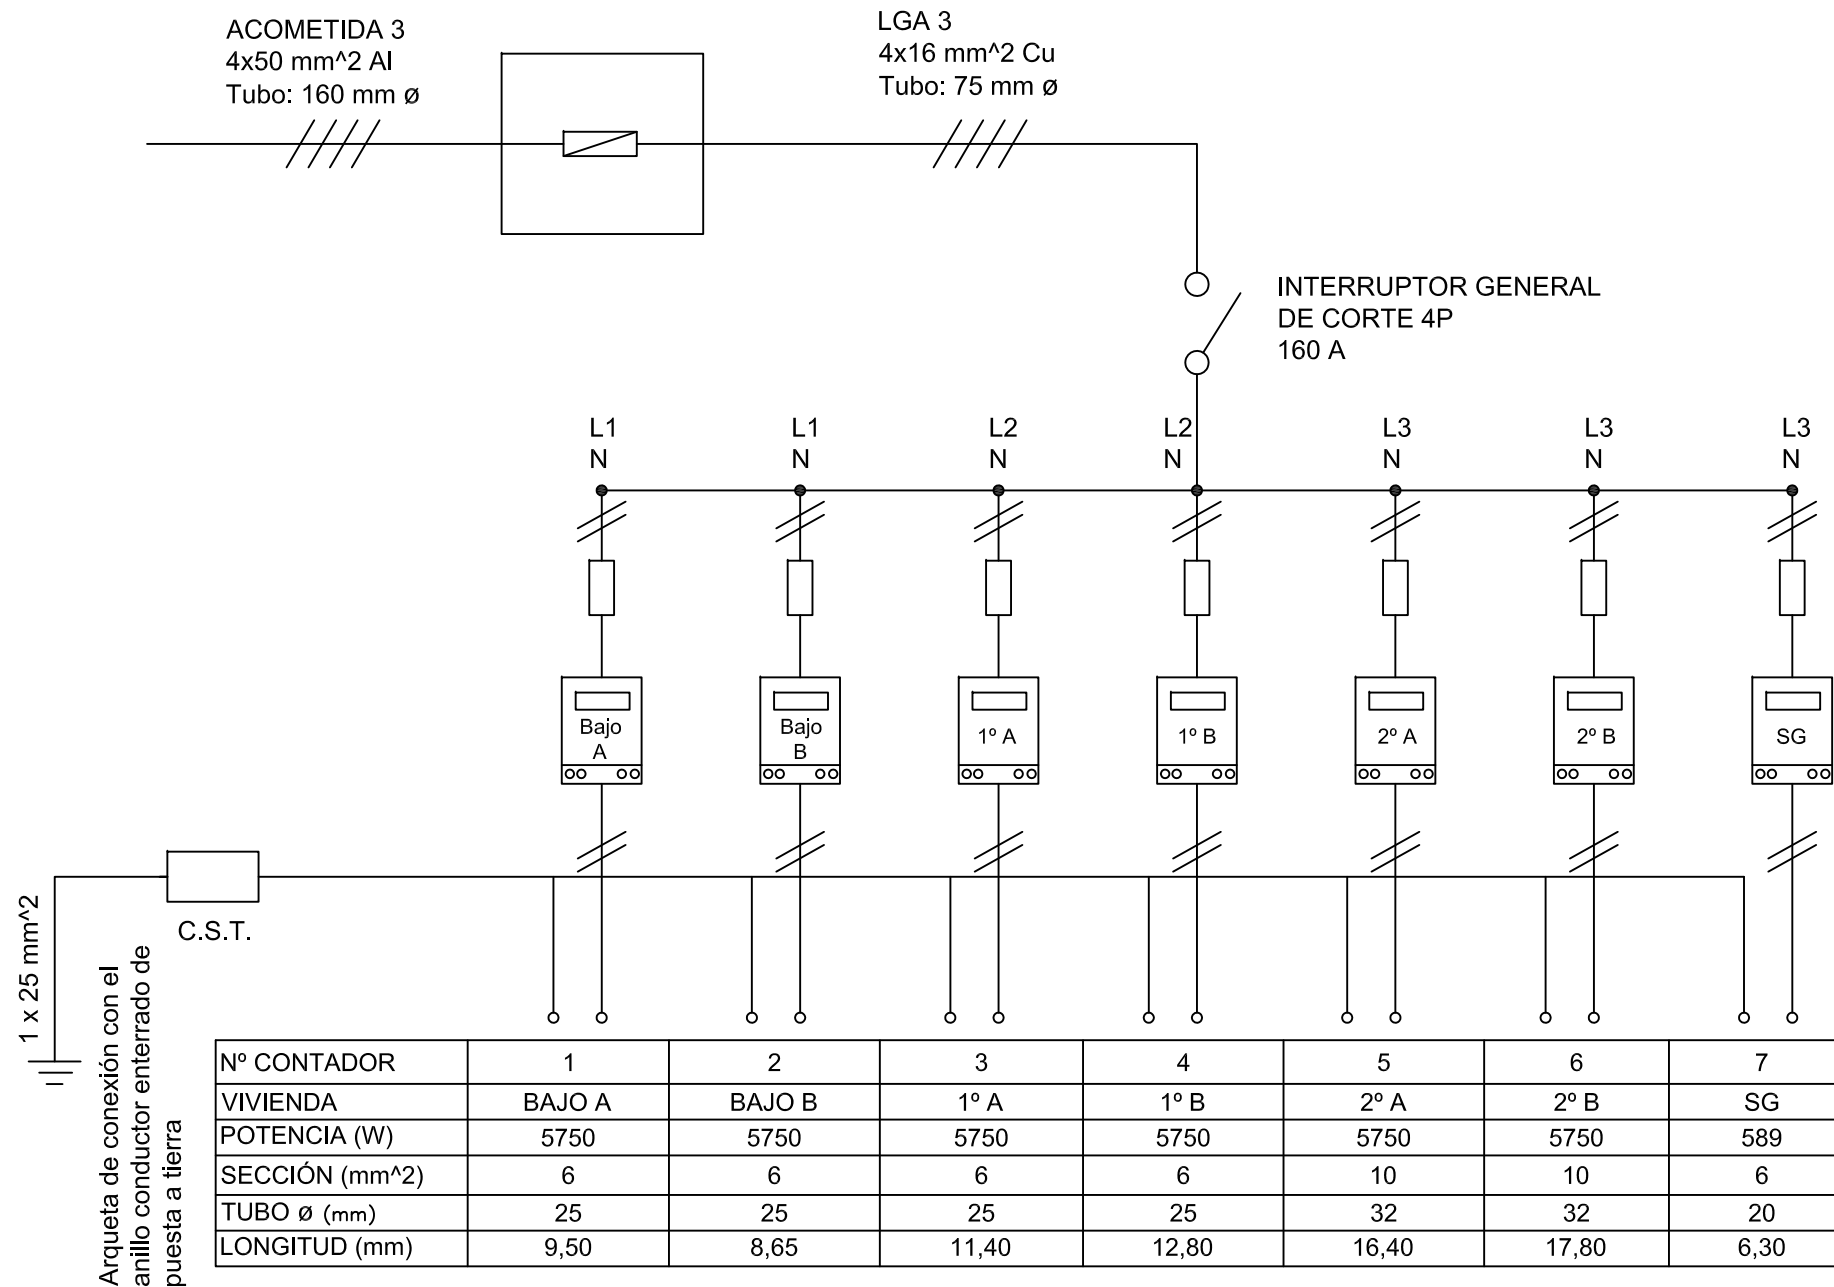 ACOMETIDA 3
4x50 mm^2 Al
Tubo: 160 mm ø
LGA 3
4x16 mm^2 Cu
Tubo: 75 mm ø
INTERRUPTOR GENERAL
DE CORTE 4P
160 A
L1 L1 L2 L2 L3 L3 L3
N N N N N N N
Bajo Bajo
A B 1º A 1º B 2º A 2º B SG
C.S.T.
1 x 25 mm^2
Arqueta de conexión con el
anillo conductor enterrado de
puesta a tierra
Nº CONTADOR 1 2 3 4 5 6 7
VIVIENDA BAJO A BAJO B 1º A 1º B 2º A 2º B SG
POTENCIA (W) 5750 5750 5750 5750 5750 5750 589
SECCIÓN (mm^2) 6 6 6 6 10 10 6
TUBO ø (mm) 25 25 25 25 32 32 20
LONGITUD (mm) 9,50 8,65 11,40 12,80 16,40 17,80 6,30